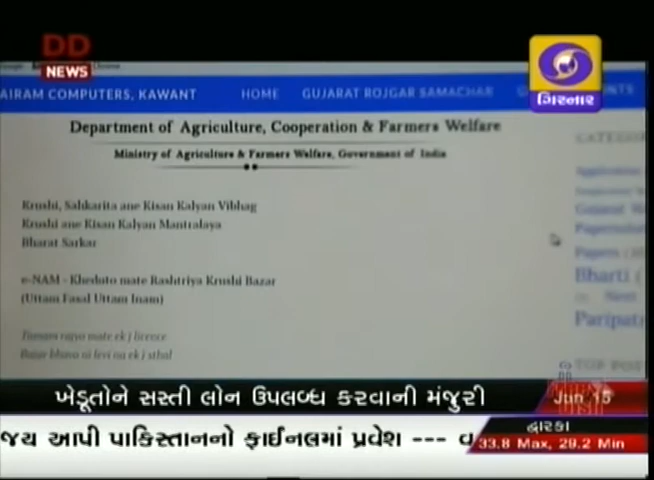 DD
NEWS
ગિરનાર
AIRAM COMPUTERS, KAWANT HOME GUJARAT ROJGAR SAMACHAR
Department of Agriculture, Cooperation & Farmers Welfare
Ministry of Agriculture & Farmers Welfare, Government of India
Krushi, Sahkarita ane Kisan Kalyan Vibhag
Krushi ane Kisan Kalyan Mantralaya
Bharat Sarkar
e-NAM - Kheduto mate Rashtriya Krushi Bazar
(Uttam Fasal Uttam Inam)
Bharti
Paripat
TOP POST
ખેડૂતોને સસ્તી લોન ઉપલબ્ધ કરવાની મંજુરી
Jun 15
જય આપી પાકિસ્તાનનો ફાઈનલમાં પ્રવેશ --- વ
દ્વારકા
33.8 Max, 29.2 Min